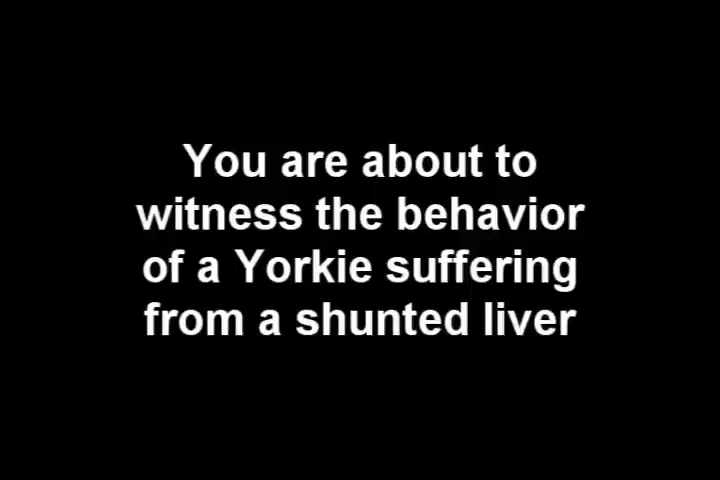 You are about to
witness the behavior
of a Yorkie suffering
from a shunted liver